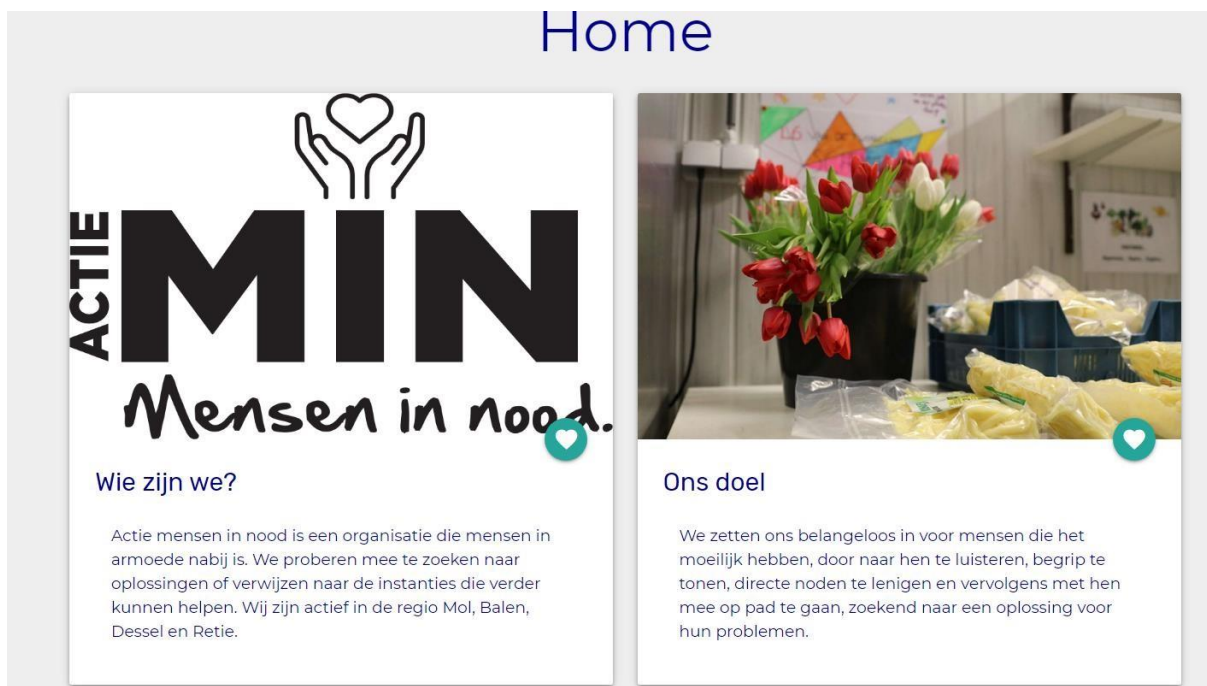 Home
ACTIE
MIN
Mensen in nood.
Wie zijn we?
Actie mensen in nood is een organisatie die mensen in
armoede nabij is. We proberen mee te zoeken naar
oplossingen of verwijzen naar de instanties die verder
kunnen helpen. Wij zijn actief in de regio Mol, Balen,
Dessel en Retie.
Ons doel
We zetten ons belangeloos in voor mensen die het
moeilijk hebben, door naar hen te luisteren, begrip te
tonen, directe noden te lenigen en vervolgens met hen
mee op pad te gaan, zoekend naar een oplossing voor
hun problemen.